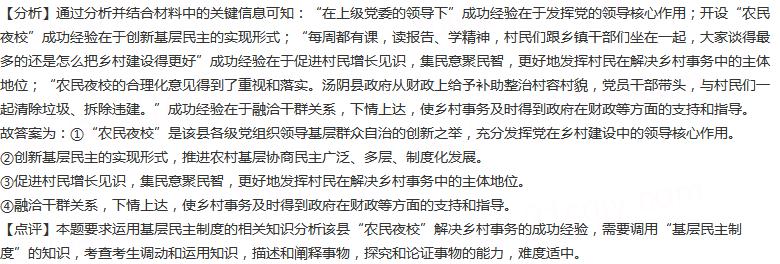 【分析】通过分析并结合材料中的关键信息可知：“在上级党委的领导下”成功经验在于发挥党的领导核心作用；开设“农民
夜校”成功经验在于创新基层民主的实现形式；“每周都有课，读报告、学精神，村民们跟乡镇干部们坐在一起，大家谈得最
多的还是怎么把乡村建设得更好”成功经验在于促进村民增长见识，集民意聚民智，更好地发挥村民在解决乡村事务中的主体
地位；“农民夜校的合理化意见得到了重视和落实。汤阴县政府从财政上给予补助整治村容村貌，党员干部带头，与村民们一
起清除垃圾、拆除违建。”成功经验在于融洽干群关系，下情上达，使乡村事务及时得到政府在财政等方面的支持和指导。
故答案为：①“农民夜校”是该县各级党组织领导基层群众自治的创新之举，充分发挥党在乡村建设中的领导核心作用。
②创新基层民主的实现形式，推进农村基层协商民主广泛、多层、制度化发展。
③促进村民增长见识，集民意聚民智，更好地发挥村民在解决乡村事务中的主体地位。
④融洽干群关系，下情上达，使乡村事务及时得到政府在财政等方面的支持和指导。
【点评】本题要求运用基层民主制度的相关知识分析该县“农民夜校”解决乡村事务的成功经验，需要调用“基层民主制
度”的知识，考查考生调动和运用知识，描述和阐释事物，探究和论证事物的能力，难度适中。